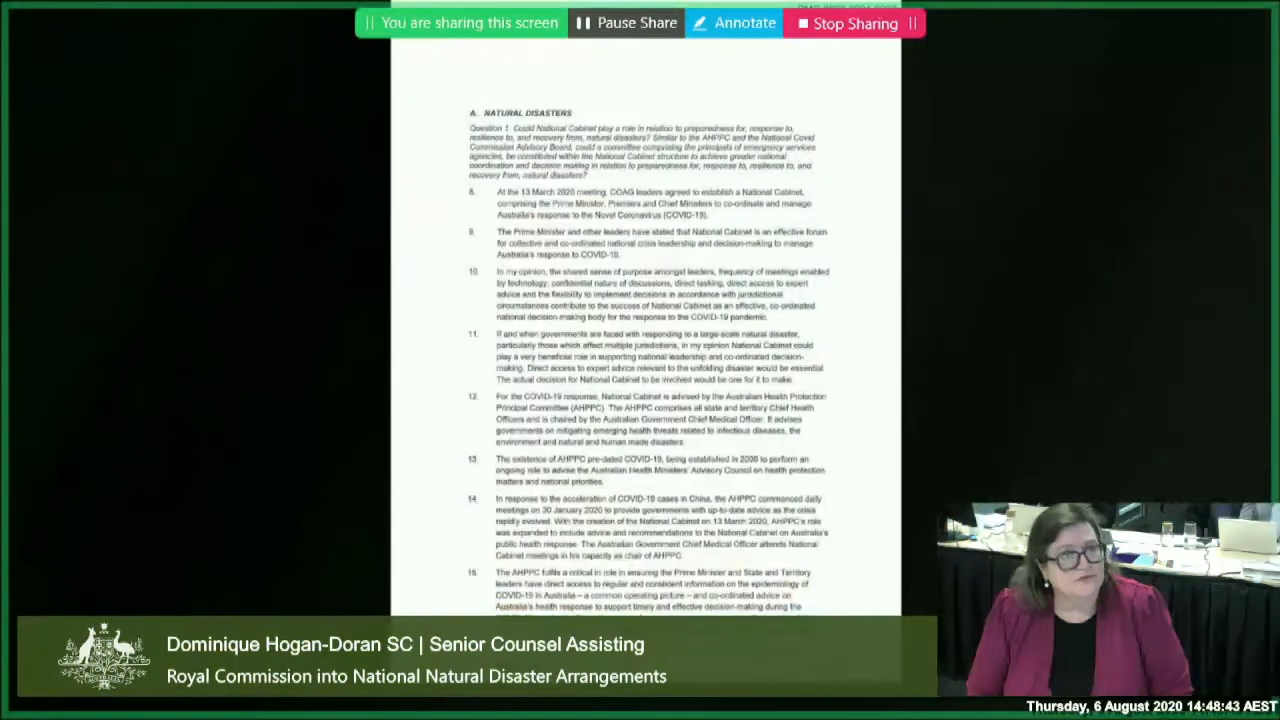 You are sharing this screen
Pause Share
Annotate
Stop Sharing
A. NATURAL DISASTERS
Question 1: Could National Cabinet play a role in relation to preparedness for, response to,
resilience to, and recovery from, natural disasters? Similar to the AHPPC and the National Covid
Commission Advisory Board, could a committee comprising the principals of emergency services
agencies, be constituted within the National Cabinet structure to achieve greater national
coordination and decision making in relation to preparedness for, response to, resilience to, and
recovery from, natural disasters?
8. At the 13 March 2020 meeting, COAG leaders agreed to establish a National Cabinet,
comprising the Prime Minister, Premiers and Chief Ministers to co-ordinate and manage
Australia's response to the Novel Coronavirus (COVID-19).
9. The Prime Minister and other leaders have stated that National Cabinet is an effective forum
for collective and co-ordinated national crisis leadership and decision-making to manage
Australia's response to COVID-19.
10. In my opinion, the shared sense of purpose amongst leaders, frequency of meetings enabled
by technology, confidential nature of discussions, direct tasking, direct access to expert
advice and the flexibility to implement decisions in accordance with jurisdictional
circumstances contribute to the success of National Cabinet as an effective, co-ordinated
national decision-making body for the response to the COVID-19 pandemic.
11. If and when governments are faced with responding to a large-scale natural disaster,
particularly those which affect multiple jurisdictions, in my opinion National Cabinet could
play a very beneficial role in supporting national leadership and co-ordinated decision-
making. Direct access to expert advice relevant to the unfolding disaster would be essential.
The actual decision for National Cabinet to be involved would be one for it to make.
12. For the COVID-19 response, National Cabinet is advised by the Australian Health Protection
Principal Committee (AHPPC). The AHPPC comprises all state and territory Chief Health
Officers and is chaired by the Australian Government Chief Medical Officer. It advises
governments on mitigating emerging health threats related to infectious diseases, the
environment and natural and human made disasters.
13. The existence of AHPPC pre-dated COVID-19, being established in 2006 to perform an
ongoing role to advise the Australian Health Ministers' Advisory Council on health protection
matters and national priorities.
14. In response to the acceleration of COVID-19 cases in China, the AHPPC commenced daily
meetings on 30 January 2020 to provide governments with up-to-date advice as the crisis
rapidly evolved. With the creation of the National Cabinet on 13 March 2020, AHPPC's role
was expanded to include advice and recommendations to the National Cabinet on Australia's
public health response. The Australian Government Chief Medical Officer attends National
Cabinet meetings in his capacity as chair of AHPPC.
15. The AHPPC fulfils a critical in role in ensuring the Prime Minister and State and Territory
leaders have direct access to regular and consistent information on the epidemiology of
COVID-19 in Australia – a common operating picture – and co-ordinated advice on
Australia's health response to support timely and effective decision-making during the
Dominique Hogan-Doran SC | Senior Counsel Assisting
Royal Commission into National Natural Disaster Arrangements
Thursday, 6 August 2020 14:48:43 AEST